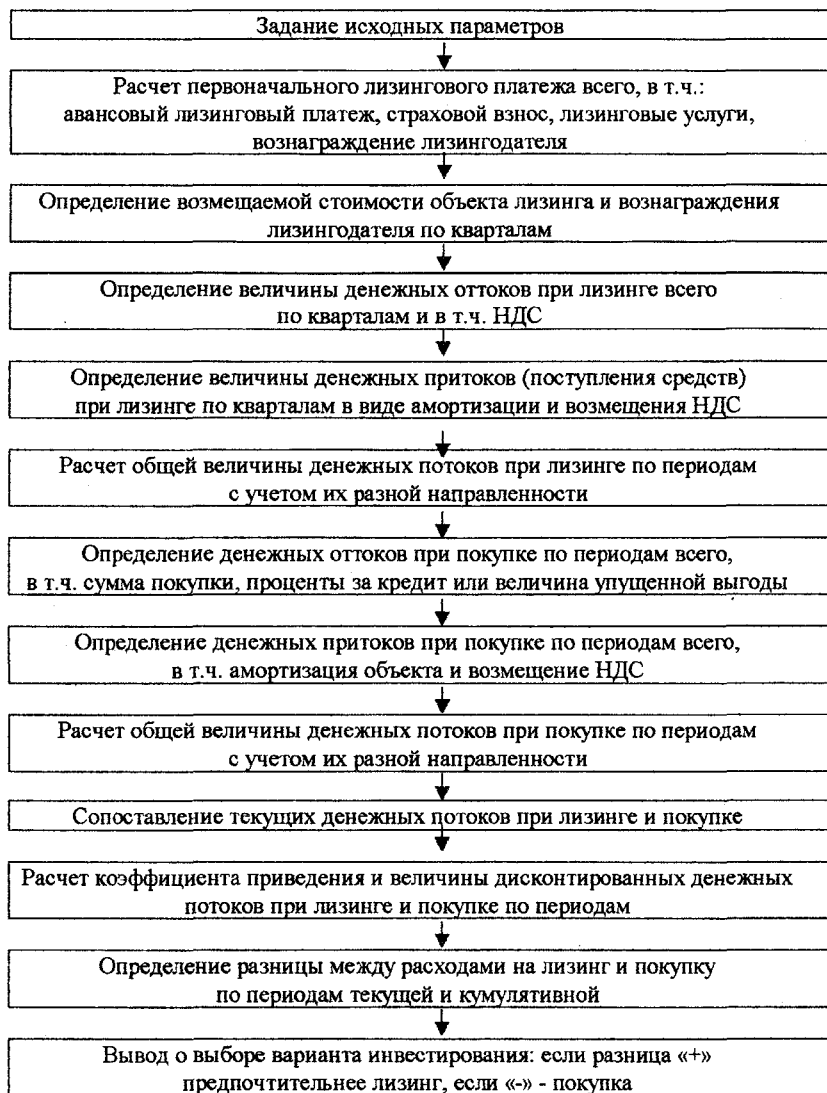 Задание исходных параметров
Расчет первоначального лизингового платежа всего, в т.ч.:
авансовый лизинговый платеж, страховой взнос, лизинговые услуги,
вознаграждение лизингодателя
Определение возмещаемой стоимости объекта лизинга и вознаграждения
лизингодателя по кварталам
Определение величины денежных оттоков при лизинге всего
по кварталам и в т.ч. НДС
Определение величины денежных притоков (поступления средств)
при лизинге по кварталам в виде амортизации и возмещения НДС
Расчет общей величины денежных потоков при лизинге по периодам
с учетом их разной направленности
Определение денежных оттоков при покупке по периодам всего,
в т.ч. сумма покупки, проценты за кредит или величина упущенной выгоды
Определение денежных притоков при покупке по периодам всего,
в т.ч. амортизация объекта и возмещение НДС
Расчет общей величины денежных потоков при покупке по периодам
с учетом их разной направленности
Сопоставление текущих денежных потоков при лизинге и покупке
Расчет коэффициента приведения и величины дисконтированных денежных
потоков при лизинге и покупке по периодам
Определение разницы между расходами на лизинг и покупку
по периодам текущей и кумулятивной
Вывод о выборе варианта инвестирования: если разница «+»
предпочтительнее лизинг, если «-» - покупка